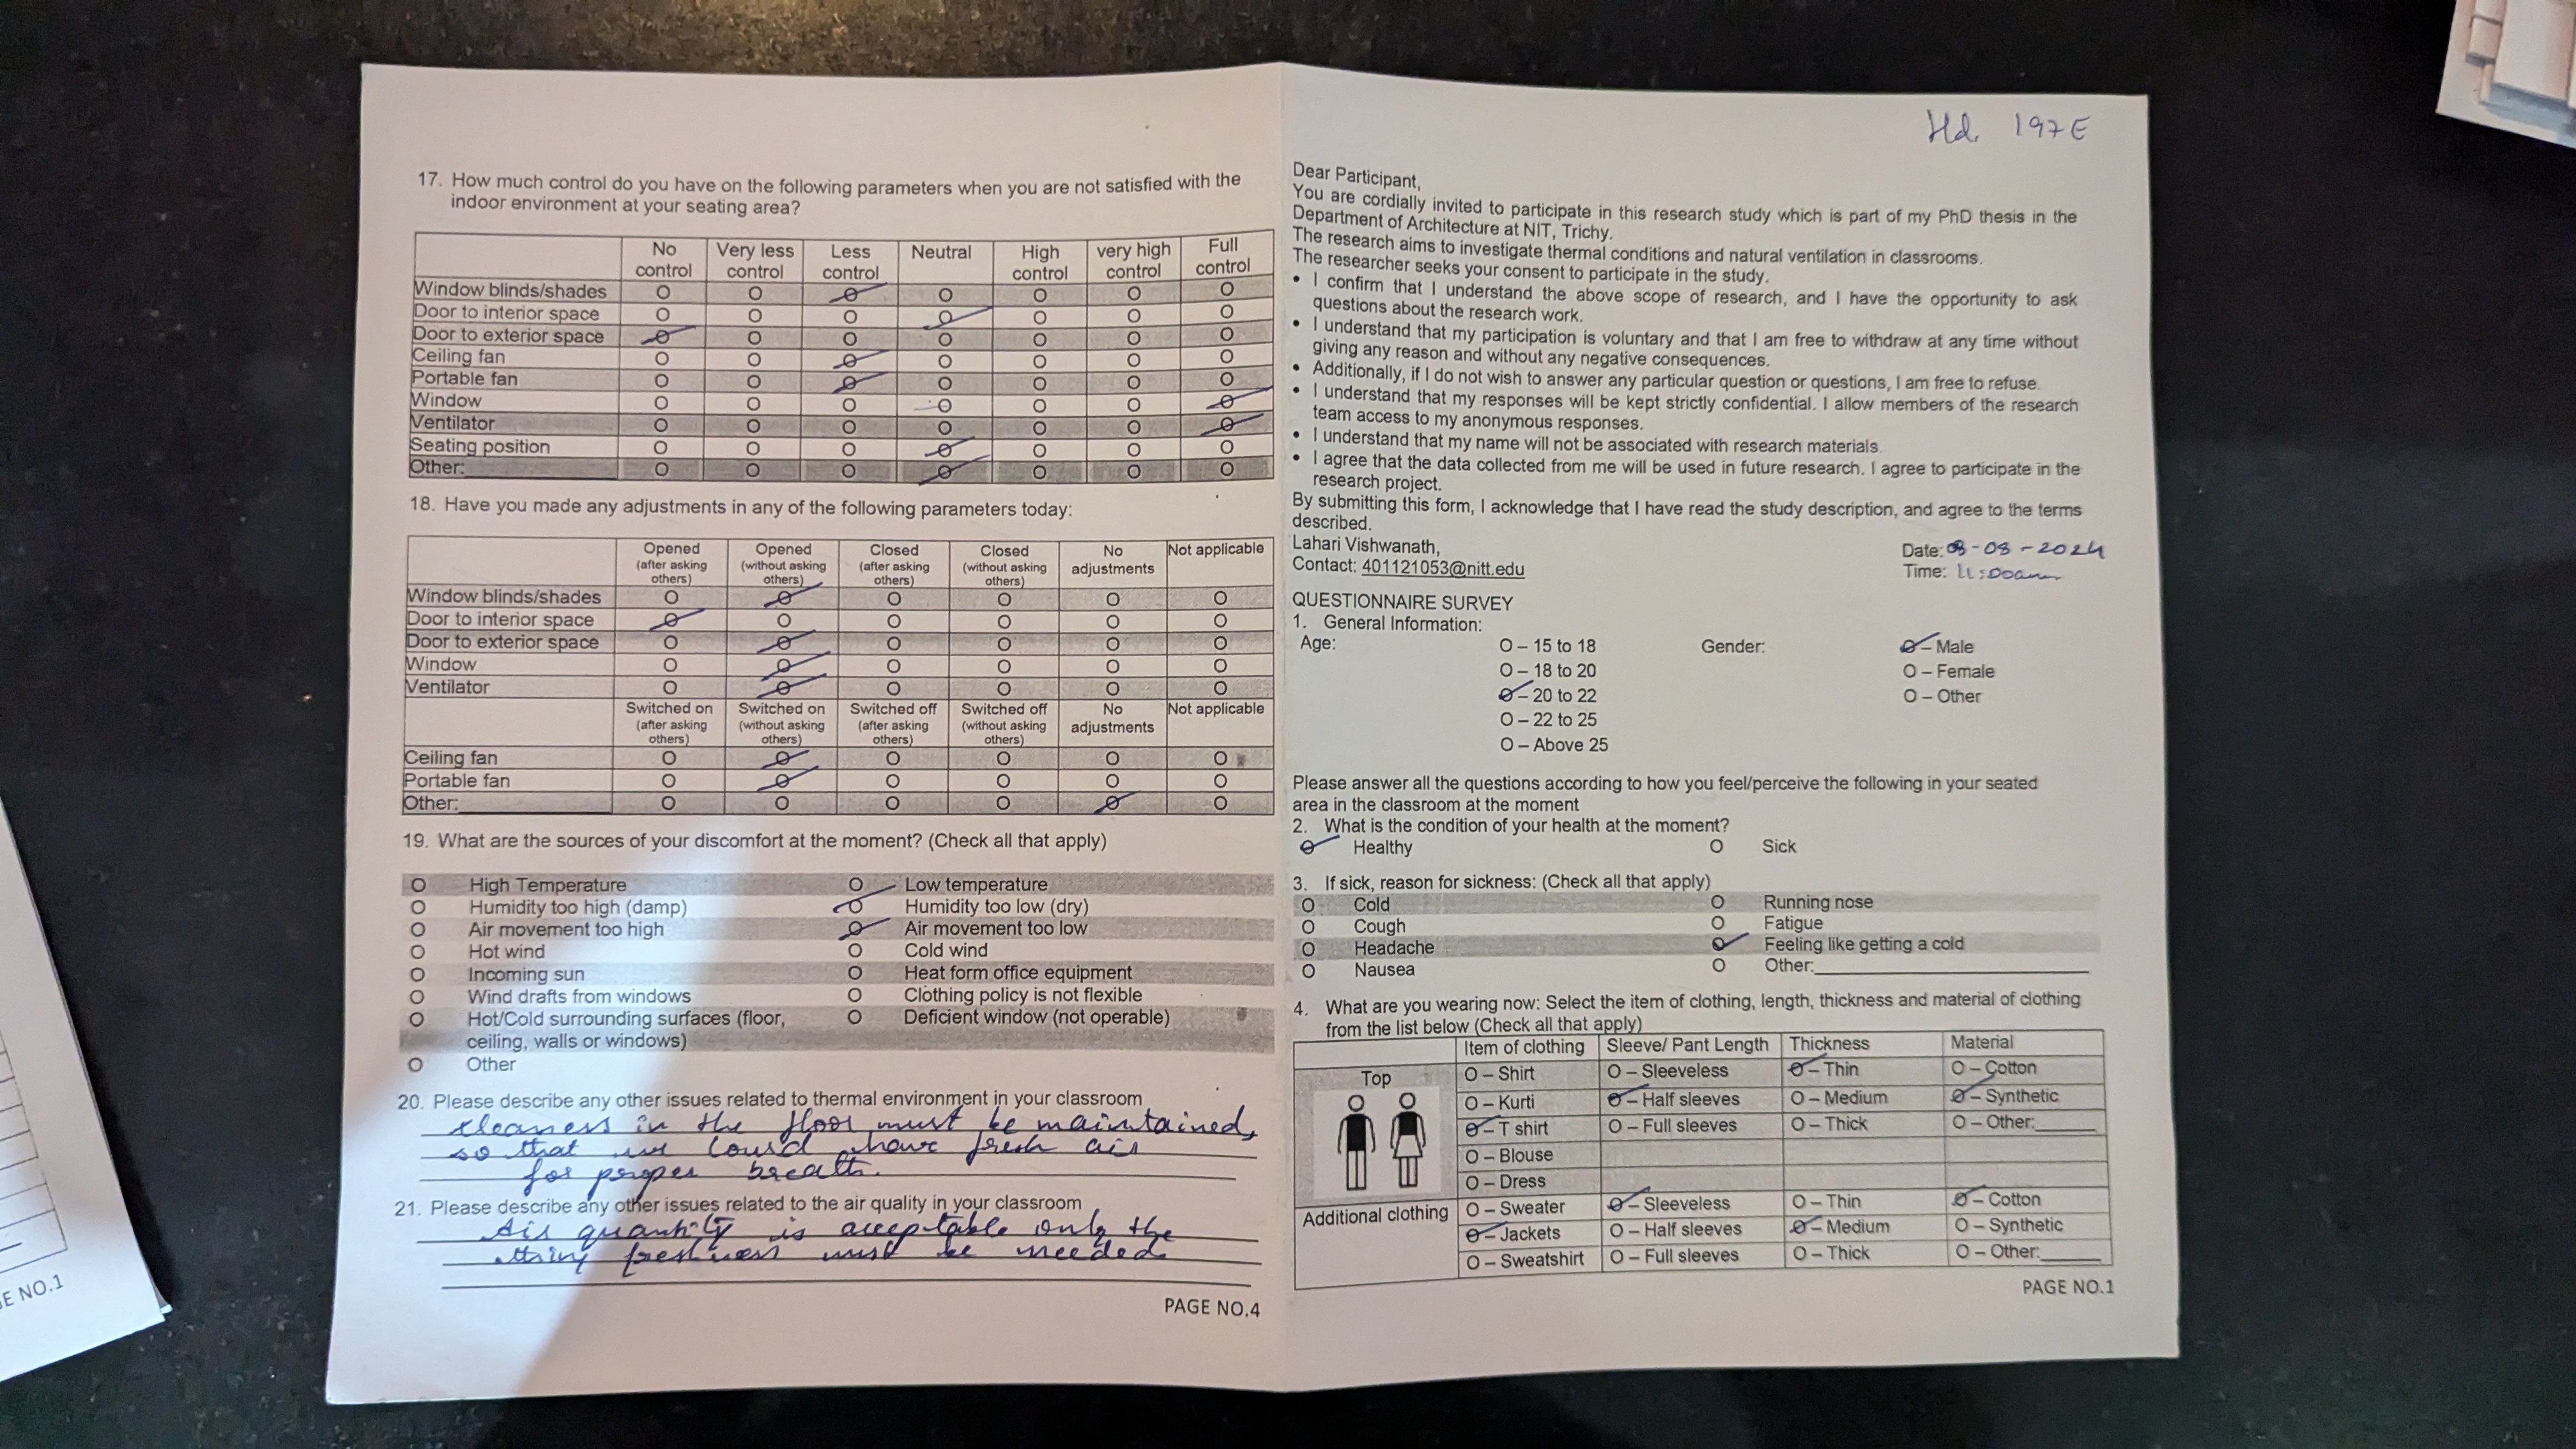 17. How much control do you have on the following parameters when you are not satisfied with the
indoor environment at your seating area?
No control Very less control Less control Neutral High control very high control Full control
Window blinds/shades O O O O O O O
Door to interior space O O O O O O O
Door to exterior space O O O O O O O
Ceiling fan O O O O O O O
Portable fan O O O O O O O
Window O O O O O O O
Ventilator O O O O O O O
Seating position O O O O O O O
Other: O O O O O O O
18. Have you made any adjustments in any of the following parameters today:
Opened (after asking others) Opened (without asking others) Closed (after asking others) Closed (without asking others) No adjustments Not applicable
Window blinds/shades O O O O O O
Door to interior space O O O O O O
Door to exterior space O O O O O O
Window O O O O O O
Ventilator O O O O O O
Switched on (after asking others) Switched on (without asking others) Switched off (after asking others) Switched off (without asking others) No adjustments Not applicable
Ceiling fan O O O O O O
Portable fan O O O O O O
Other: O O O O O O
19. What are the sources of your discomfort at the moment? (Check all that apply)
O High Temperature O Low temperature
O Humidity too high (damp) O Humidity too low (dry)
O Air movement too high O Air movement too low
O Hot wind O Cold wind
O Incoming sun O Heat form office equipment
O Wind drafts from windows O Clothing policy is not flexible
O Hot/Cold surrounding surfaces (floor, O Deficient window (not operable)
ceiling, walls or windows)
O Other
20. Please describe any other issues related to thermal environment in your classroom
cleaness in the floor must be maintained,
so that we could have fresh air
for proper breath.
21. Please describe any other issues related to the air quality in your classroom
Air quantity is acceptable only the
thing freshness must be needed
PAGE NO.4
197E
Dear Participant,
You are cordially invited to participate in this research study which is part of my PhD thesis in the
Department of Architecture at NIT, Trichy.
The research aims to investigate thermal conditions and natural ventilation in classrooms.
The researcher seeks your consent to participate in the study.
• I confirm that I understand the above scope of research, and I have the opportunity to ask
questions about the research work.
• I understand that my participation is voluntary and that I am free to withdraw at any time without
giving any reason and without any negative consequences.
• Additionally, if I do not wish to answer any particular question or questions, I am free to refuse.
• I understand that my responses will be kept strictly confidential. I allow members of the research
team access to my anonymous responses.
• I understand that my name will not be associated with research materials.
• I agree that the data collected from me will be used in future research. I agree to participate in the
research project.
By submitting this form, I acknowledge that I have read the study description, and agree to the terms
described.
Lahari Vishwanath, Date: 08-08-2024
Contact: 401121053@nitt.edu Time: 11:00am
QUESTIONNAIRE SURVEY
1. General Information:
Age: O – 15 to 18 Gender: O – Male
O – 18 to 20 O – Female
O – 20 to 22 O – Other
O – 22 to 25
O – Above 25
Please answer all the questions according to how you feel/perceive the following in your seated
area in the classroom at the moment
2. What is the condition of your health at the moment?
O Healthy O Sick
3. If sick, reason for sickness: (Check all that apply)
O Cold O Running nose
O Cough O Fatigue
O Headache O Feeling like getting a cold
O Nausea O Other:
4. What are you wearing now: Select the item of clothing, length, thickness and material of clothing
from the list below (Check all that apply)
Item of clothing Sleeve/ Pant Length Thickness Material
Top O – Shirt O – Sleeveless O – Thin O – Cotton
O – Kurti O – Half sleeves O – Medium O – Synthetic
O – T shirt O – Full sleeves O – Thick O – Other:
O – Blouse
O – Dress
Additional clothing O – Sweater O – Sleeveless O – Thin O – Cotton
O – Jackets O – Half sleeves O – Medium O – Synthetic
O – Sweatshirt O – Full sleeves O – Thick O – Other:
PAGE NO.1
E NO.1